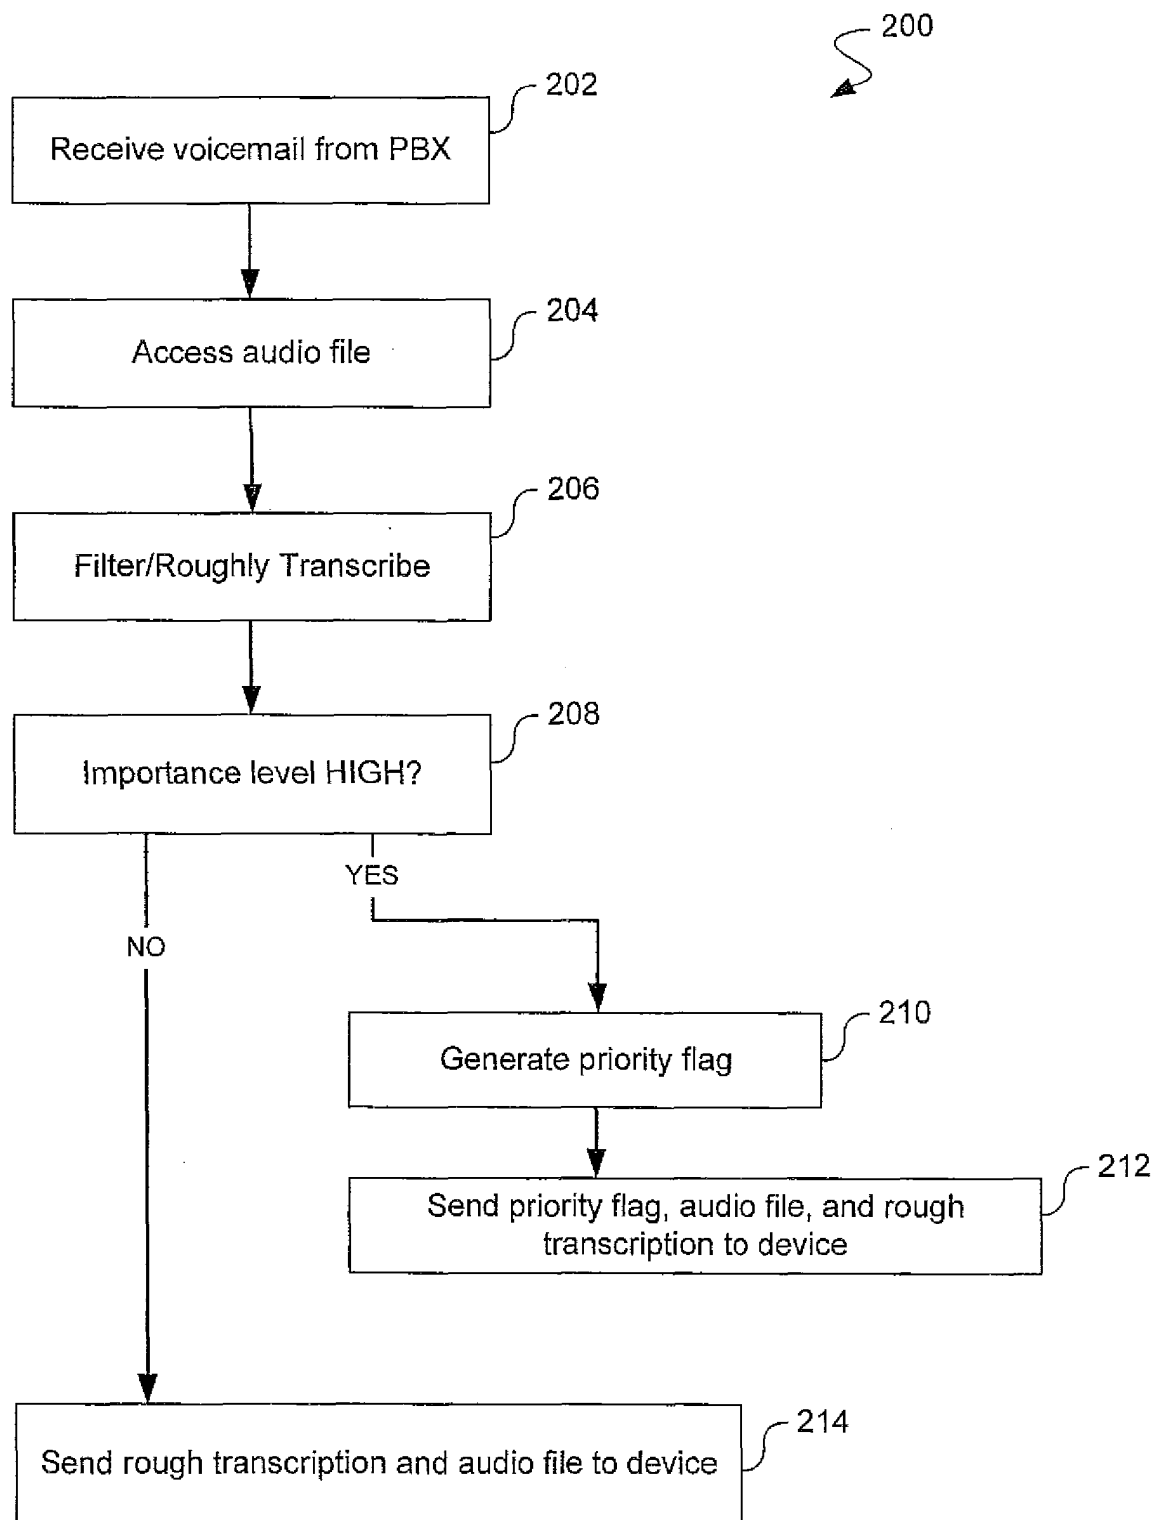 200
202
Receive voicemail from PBX
204
Access audio file
206
Filter/Roughly Transcribe
208
Importance level HIGH?
YES
NO
210
Generate priority flag
212
Send priority flag, audio file, and rough
transcription to device
214
Send rough transcription and audio file to device